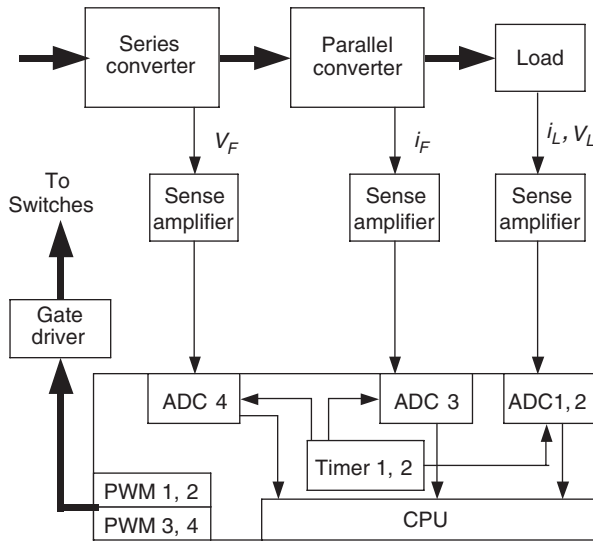 Series
converter
Parallel
converter
Load
V_F
i_F
i_L, V_L
To
Switches
Sense
amplifier
Sense
amplifier
Sense
amplifier
Gate
driver
ADC 4
ADC 3
ADC1, 2
Timer 1, 2
PWM 1, 2
PWM 3, 4
CPU